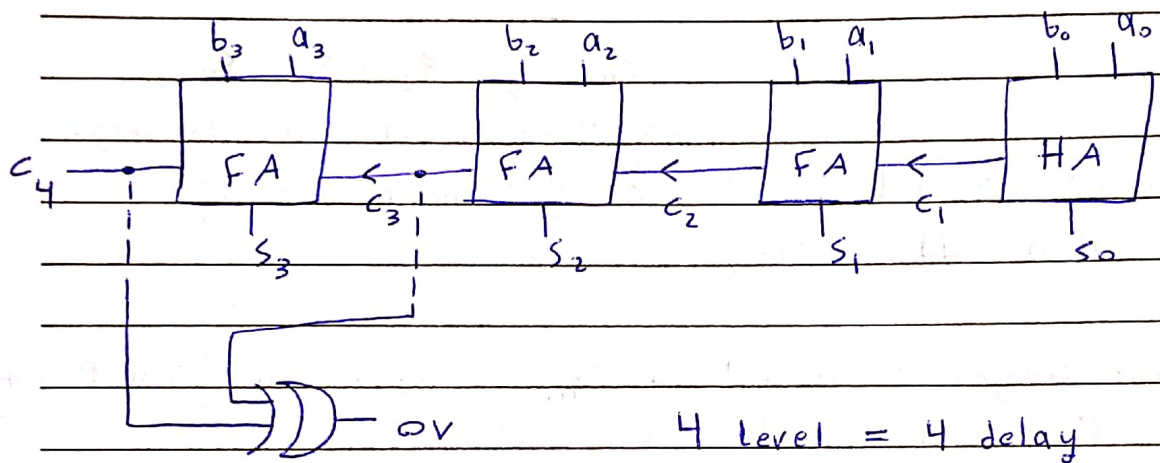 b₃ a₃ b₂ a₂ b₁ a₁ b₀ a₀
c₄ FA c₃ FA c₂ FA c₁ HA
S₃ S₂ S₁ S₀
OV 4 Level = 4 delay